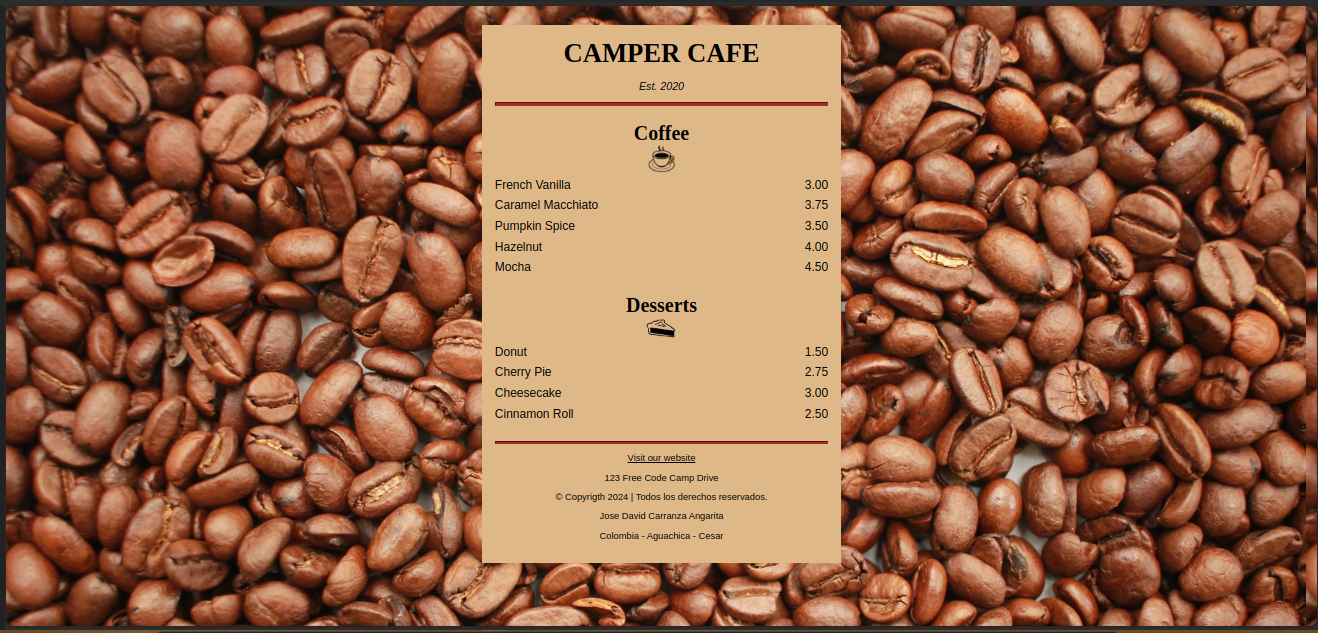 CAMPER CAFE
Est. 2020
Coffee
French Vanilla 3.00
Caramel Macchiato 3.75
Pumpkin Spice 3.50
Hazelnut 4.00
Mocha 4.50
Desserts
Donut 1.50
Cherry Pie 2.75
Cheesecake 3.00
Cinnamon Roll 2.50
Visit our website
123 Free Code Camp Drive
© Copyrigth 2024 | Todos los derechos reservados.
Jose David Carranza Angarita
Colombia - Aguachica - Cesar